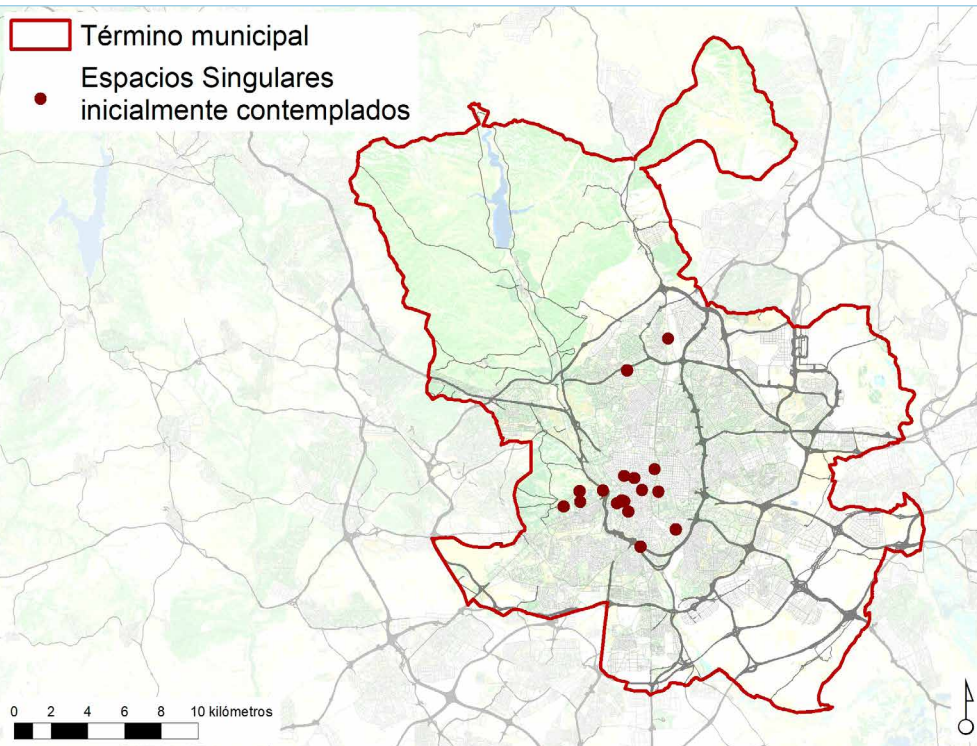 Término municipal
Espacios Singulares
inicialmente contemplados
0 2 4 6 8 10 kilómetros